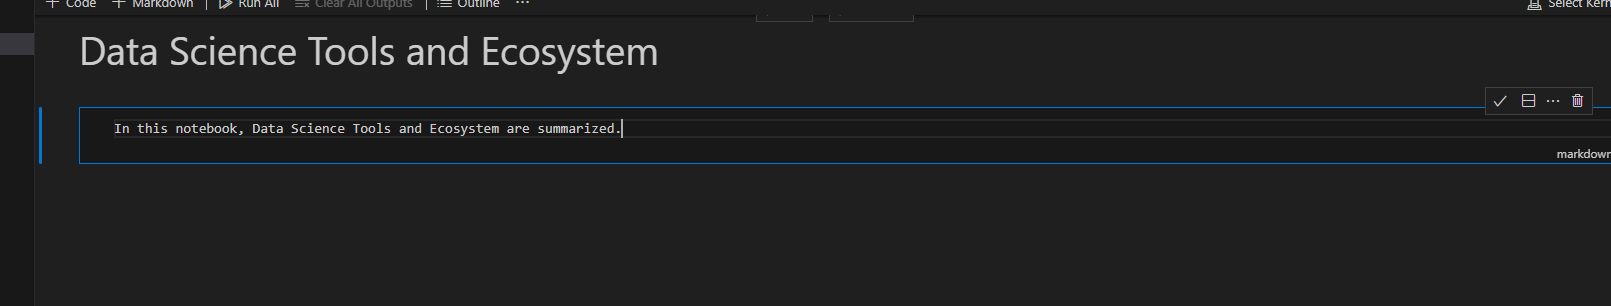 Code Markdown Run All Clear All Outputs Outline ... Select Kern
Data Science Tools and Ecosystem
In this notebook, Data Science Tools and Ecosystem are summarized.
markdown